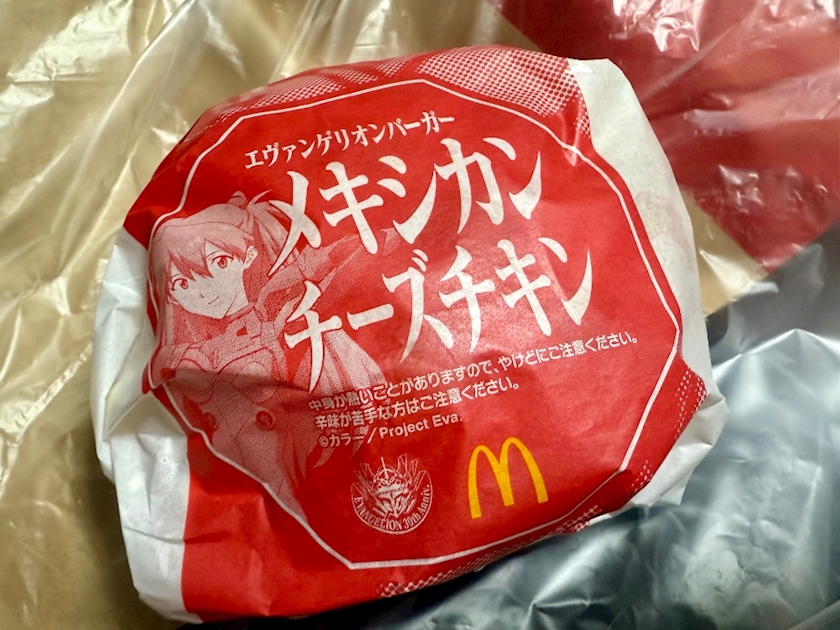 エヴァンゲリオンバーガー
メキシカン
チーズチキン
中身が熱いことがありますので、やけどにご注意ください。
辛味が苦手な方はご注意ください。
©カラー／Project Eva.
EVANGELION 30th Anniv.